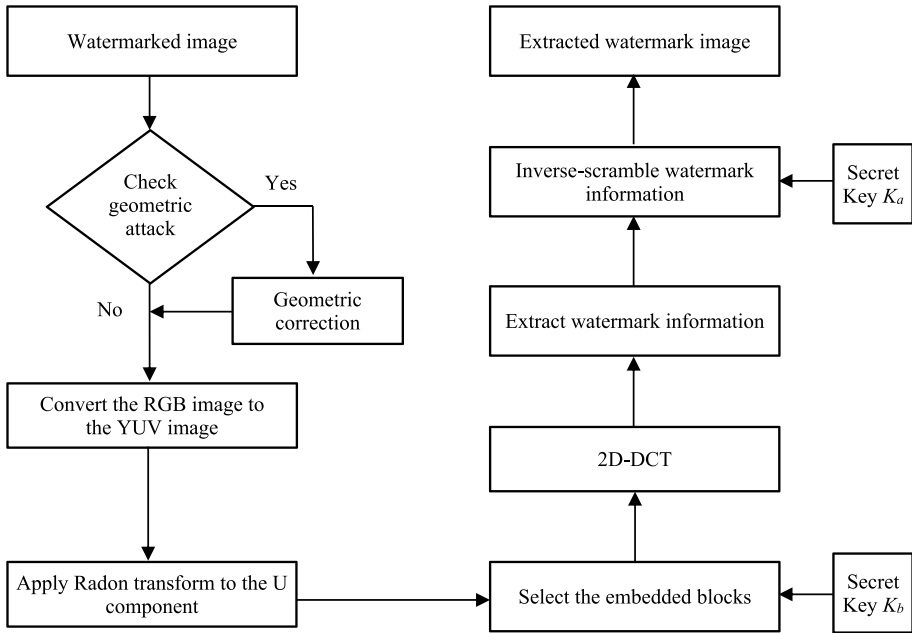 Watermarked image
Check
geometric
attack
Yes
No
Geometric
correction
Convert the RGB image to
the YUV image
Apply Radon transform to the U
component
Extracted watermark image
Inverse-scramble watermark
information
Secret
Key Ka
Extract watermark information
2D-DCT
Select the embedded blocks
Secret
Key Kb